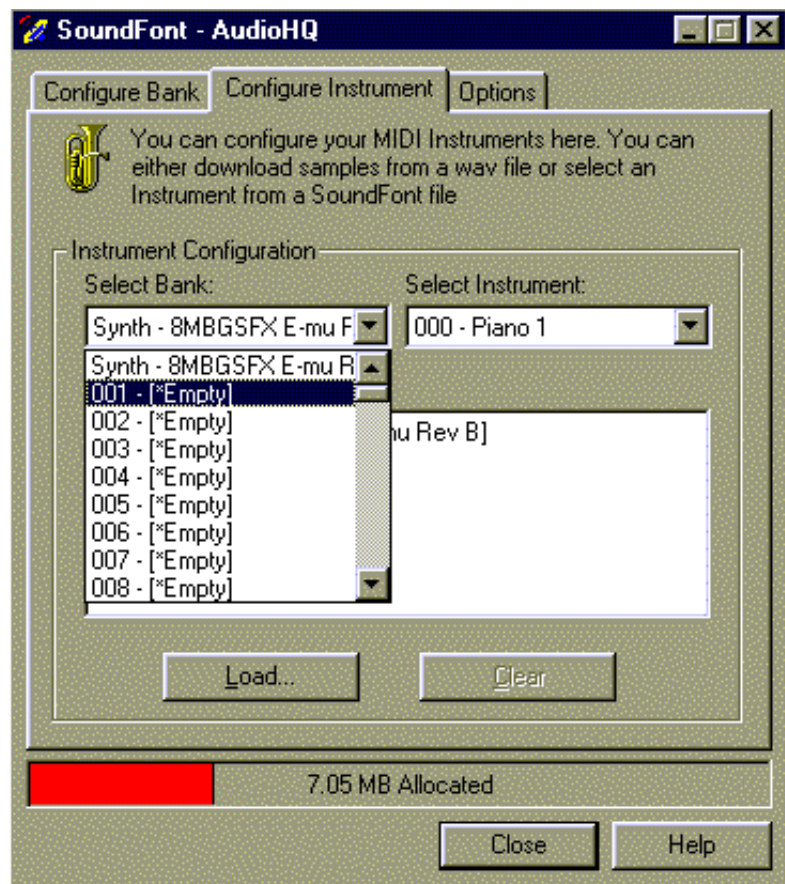 SoundFont - AudioHQ
Configure Bank Configure Instrument Options
You can configure your MIDI Instruments here. You can
either download samples from a wav file or select an
Instrument from a SoundFont file
Instrument Configuration
Select Bank: Select Instrument:
Synth - 8MBGSFX E-mu F 000 - Piano 1
Synth - 8MBGSFX E-mu R
001 - [*Empty]
002 - [*Empty]
mu Rev B]
003 - [*Empty]
004 - [*Empty]
005 - [*Empty]
006 - [*Empty]
007 - [*Empty]
008 - [*Empty]
Load... Clear
7.05 MB Allocated
Close Help